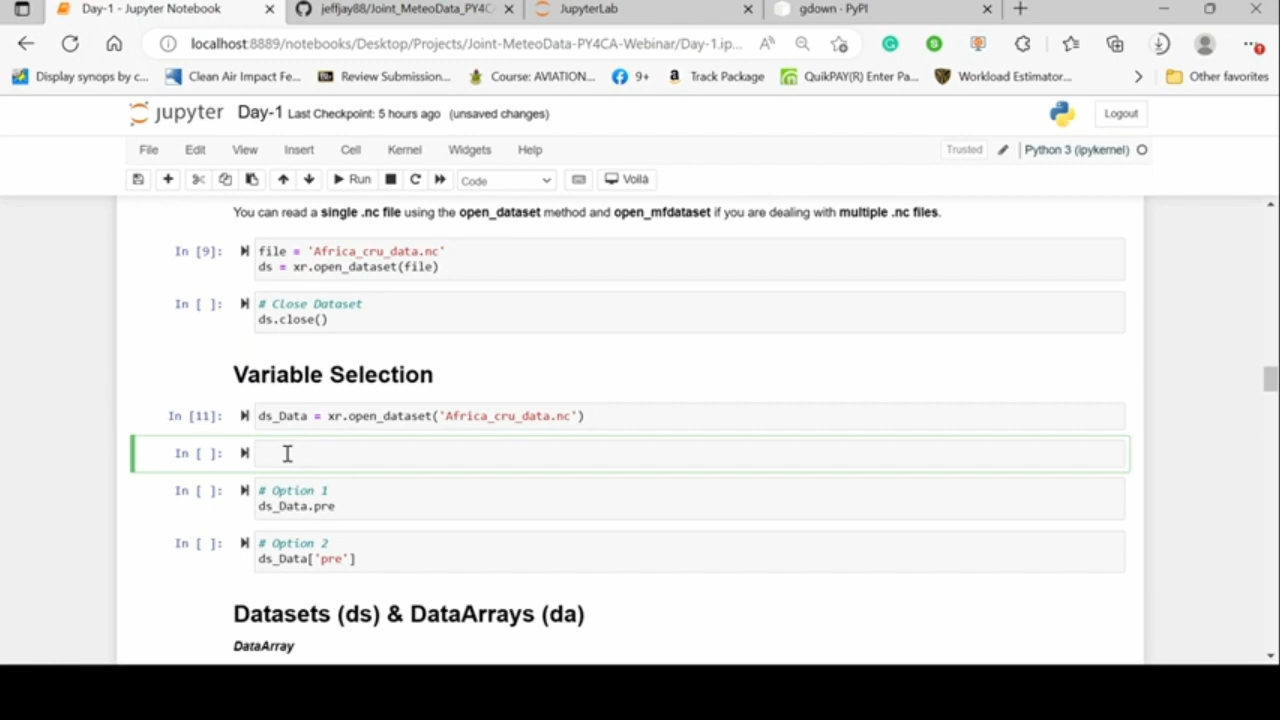 Day-1 - Jupyter Notebook
jeffjay88/Joint_MeteoData_PY4C
JupyterLab
gdown · PyPI
localhost:8889/notebooks/Desktop/Projects/Joint-MeteoData-PY4CA-Webinar/Day-1.ip...
Display synops by c...
Clean Air Impact Fe...
Review Submission...
Course: AVIATION...
9+
Track Package
QuikPAY(R) Enter Pa...
Workload Estimator...
Other favorites
jupyter Day-1 Last Checkpoint: 5 hours ago (unsaved changes)
Logout
File Edit View Insert Cell Kernel Widgets Help
Trusted
Python 3 (ipykernel)
Run
Code
Voilà
You can read a single .nc file using the open_dataset method and open_mfdataset if you are dealing with multiple .nc files.
In [9]: file = 'Africa_cru_data.nc'
ds = xr.open_dataset(file)
In [ ]: # Close Dataset
ds.close()
Variable Selection
In [11]: ds_Data = xr.open_dataset('Africa_cru_data.nc')
In [ ]:
In [ ]: # Option 1
ds_Data.pre
In [ ]: # Option 2
ds_Data['pre']
Datasets (ds) & DataArrays (da)
DataArray